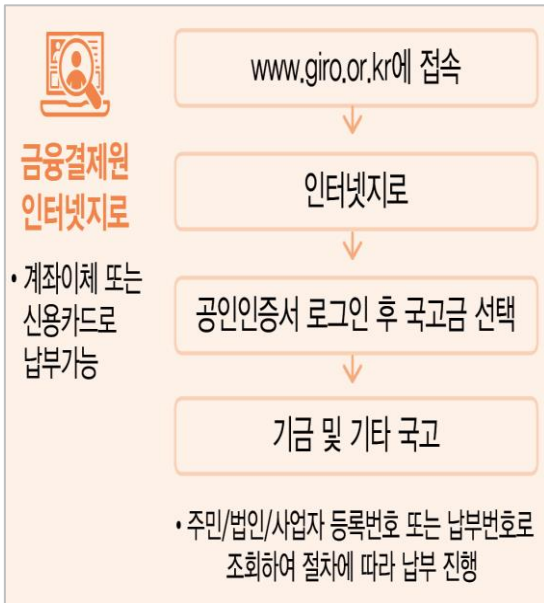 금융결제원
인터넷지로
• 계좌이체 또는
신용카드로
납부가능
www.giro.or.kr에 접속
인터넷지로
공인인증서 로그인 후 국고금 선택
기금 및 기타 국고
• 주민/법인/사업자 등록번호 또는 납부번호로
조회하여 절차에 따라 납부 진행